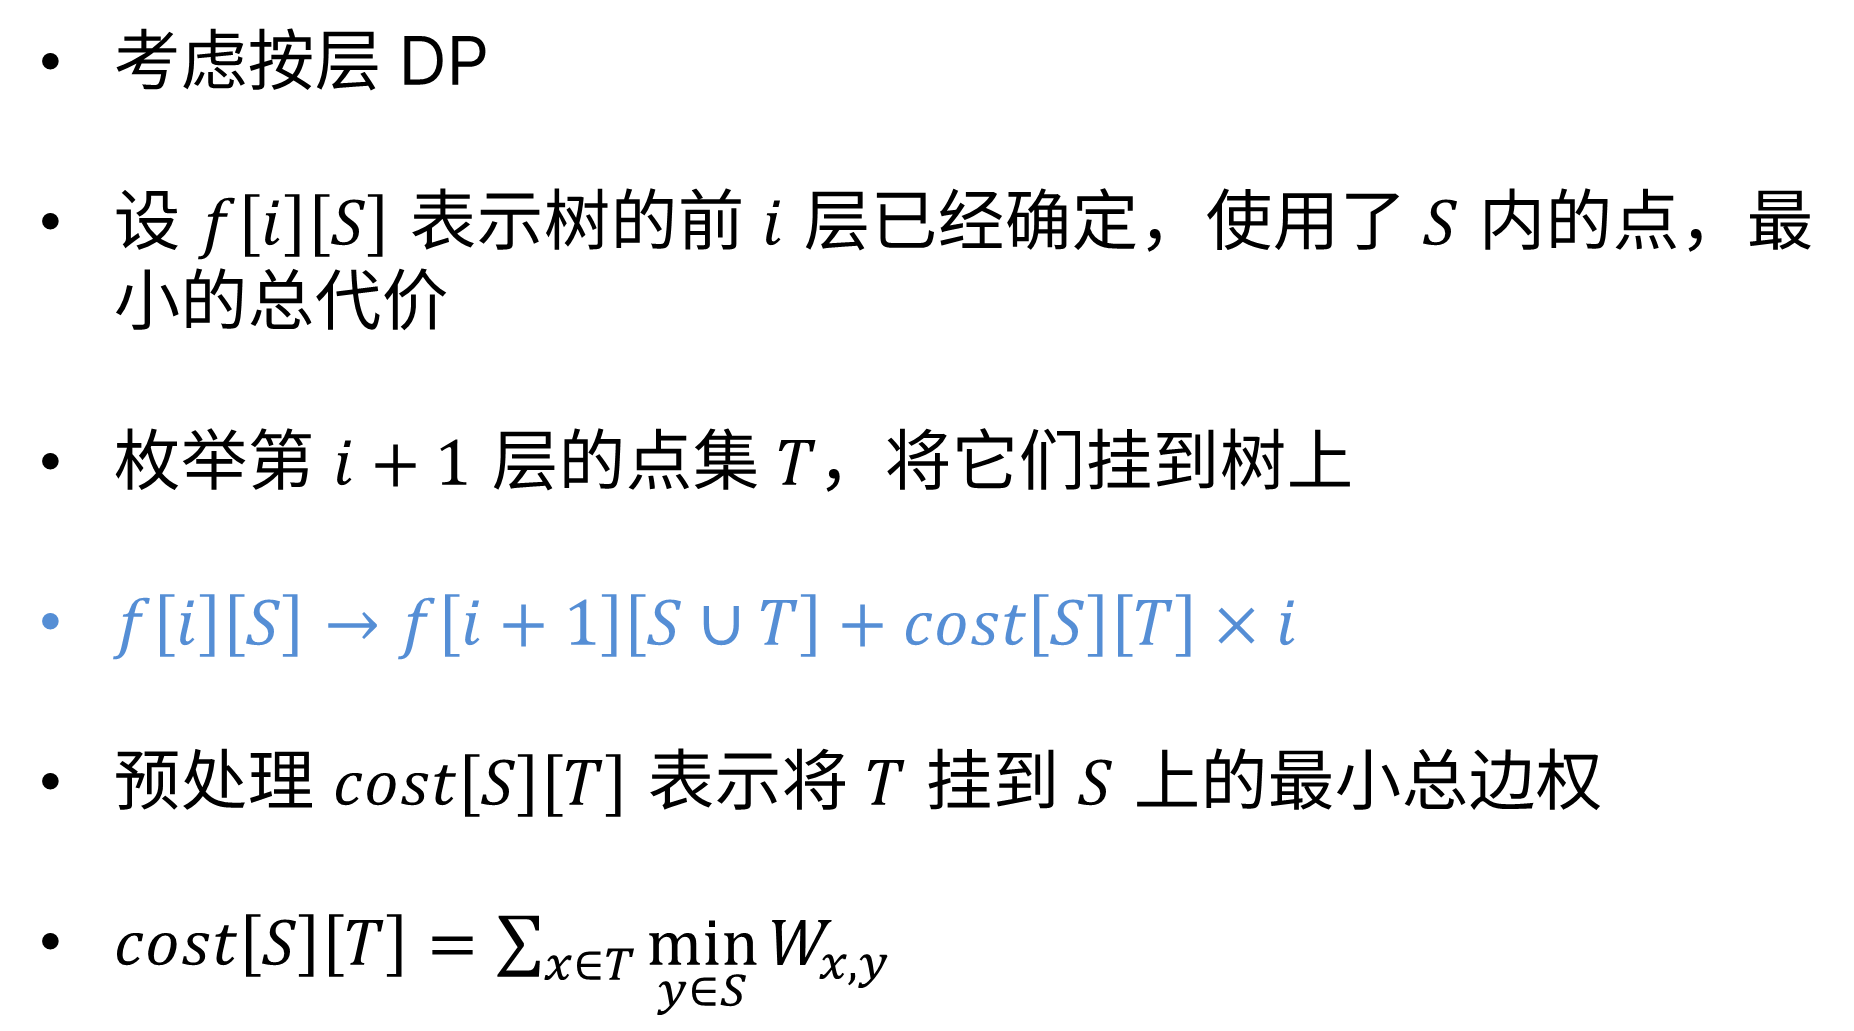 • 考虑按层 DP
• 设 f[i][S] 表示树的前 i 层已经确定，使用了 S 内的点，最
小的总代价
• 枚举第 i + 1 层的点集 T，将它们挂到树上
• f[i][S] → f[i + 1][S ∪ T] + cost[S][T] × i
• 预处理 cost[S][T] 表示将 T 挂到 S 上的最小总边权
• cost[S][T] = ∑_{x∈T} min_{y∈S} W_{x,y}